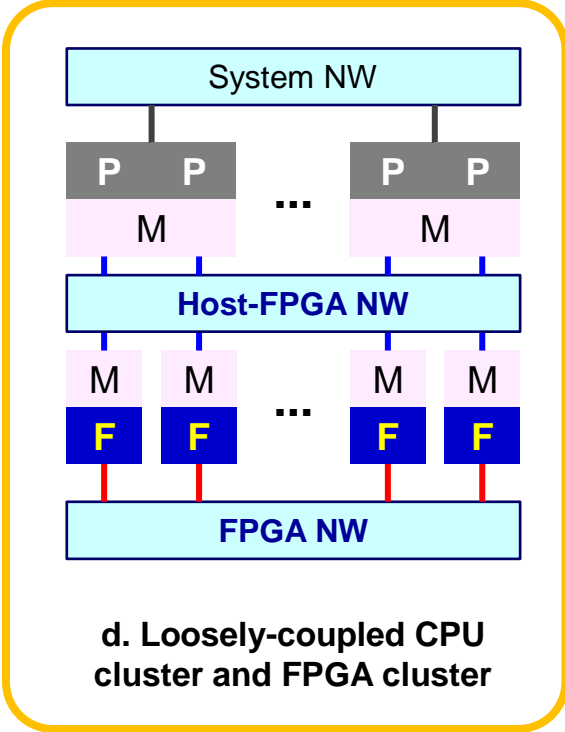 System NW
P P P P
...
M M
Host-FPGA NW
M M M M
...
F F F F
FPGA NW
d. Loosely-coupled CPU
cluster and FPGA cluster